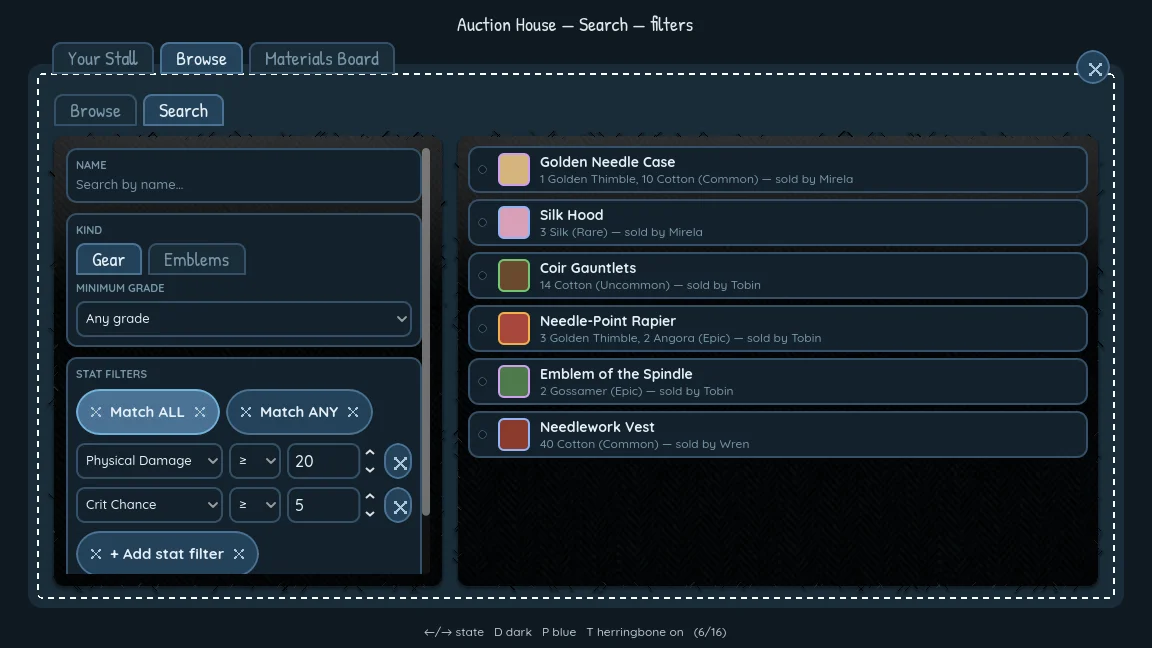 Auction House — Search — filters
Your Stall
Browse
Materials Board
Browse
Search
NAME
Search by name...
KIND
Gear
Emblems
MINIMUM GRADE
Any grade
STAT FILTERS
Match ALL
Match ANY
Physical Damage ≥ 20
Crit Chance ≥ 5
+ Add stat filter
Golden Needle Case
1 Golden Thimble, 10 Cotton (Common) — sold by Mirela
Silk Hood
3 Silk (Rare) — sold by Mirela
Coir Gauntlets
14 Cotton (Uncommon) — sold by Tobin
Needle-Point Rapier
3 Golden Thimble, 2 Angora (Epic) — sold by Tobin
Emblem of the Spindle
2 Gossamer (Epic) — sold by Tobin
Needlework Vest
40 Cotton (Common) — sold by Wren
←/→ state D dark P blue T herringbone on (6/16)